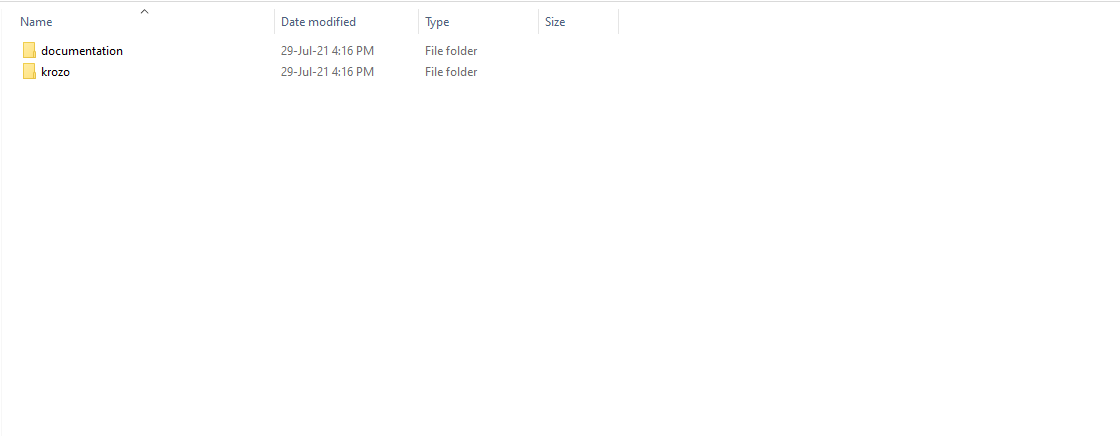 Name Date modified Type Size
documentation 29-Jul-21 4:16 PM File folder
krozo 29-Jul-21 4:16 PM File folder